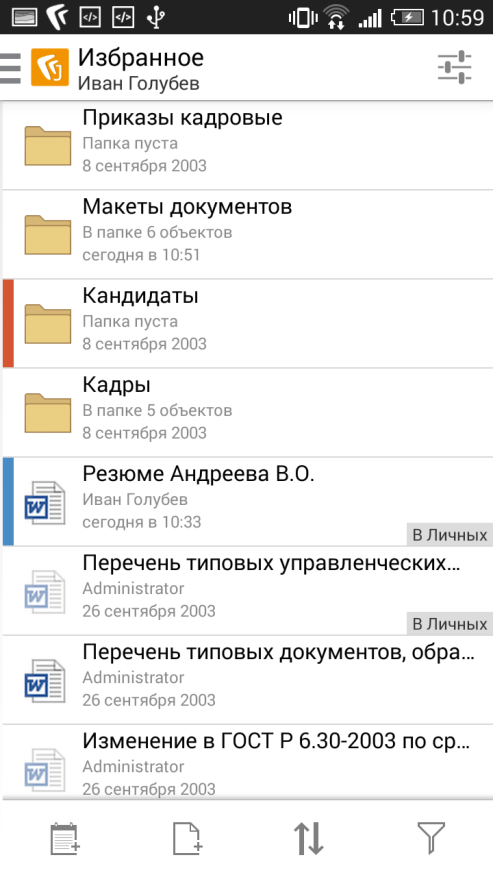 10:59
Избранное
Иван Голубев
Приказы кадровые
Папка пуста
8 сентября 2003
Макеты документов
В папке 6 объектов
сегодня в 10:51
Кандидаты
Папка пуста
8 сентября 2003
Кадры
В папке 5 объектов
8 сентября 2003
Резюме Андреева В.О.
Иван Голубев
сегодня в 10:33
В Личных
Перечень типовых управленческих...
Administrator
26 сентября 2003
В Личных
Перечень типовых документов, обра...
Administrator
26 сентября 2003
Изменение в ГОСТ Р 6.30-2003 по ср...
Administrator
26 сентября 2003